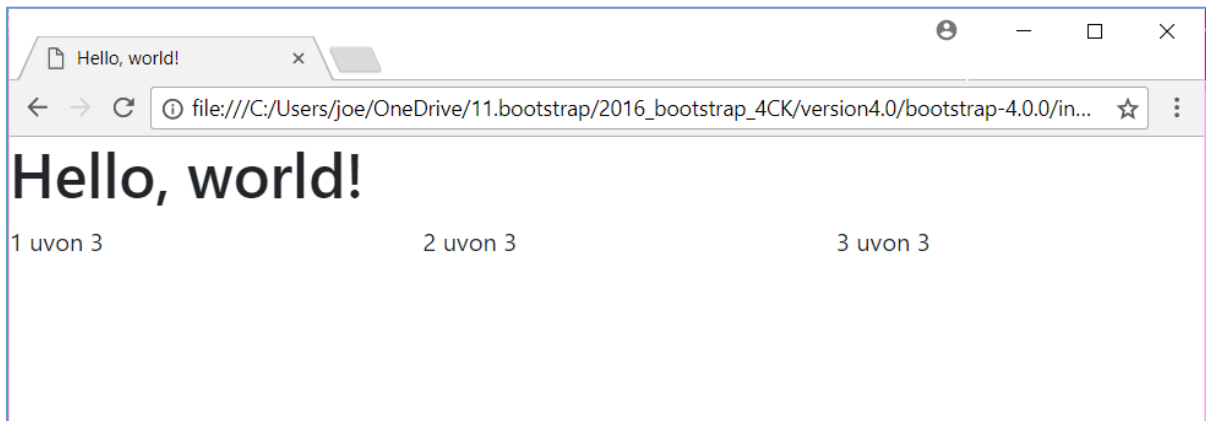 Hello, world!
file:///C:/Users/joe/OneDrive/11.bootstrap/2016_bootstrap_4CK/version4.0/bootstrap-4.0.0/in...
Hello, world!
1 uvon 3 2 uvon 3 3 uvon 3